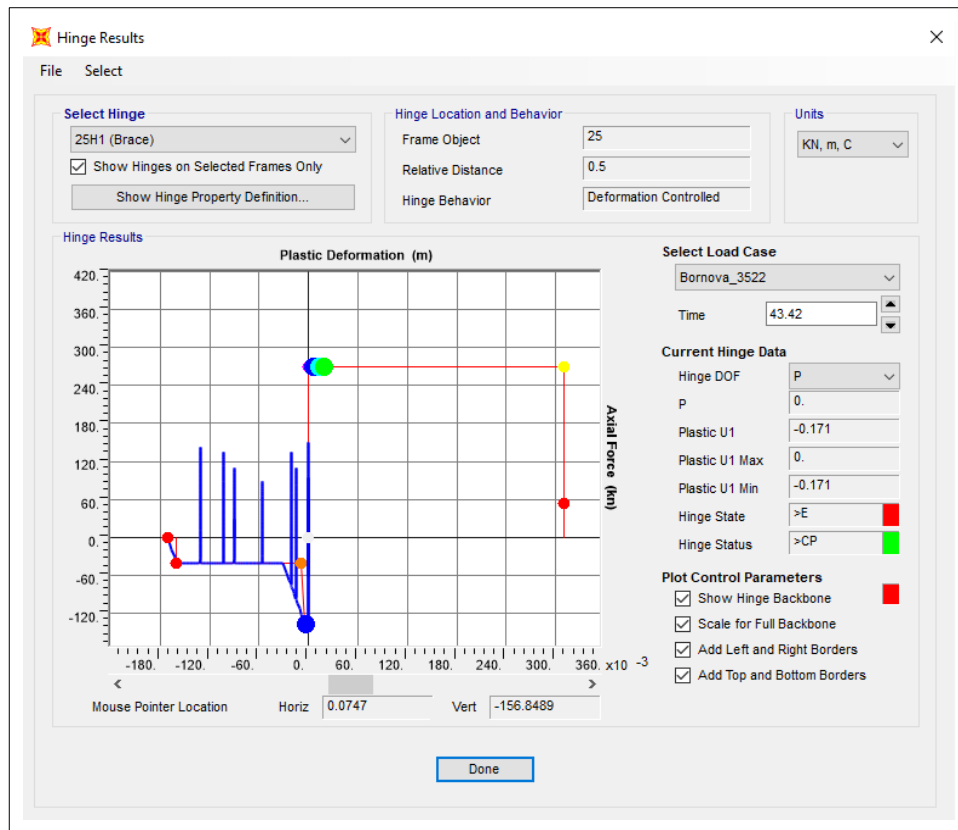 Hinge Results
File Select
Select Hinge
25H1 (Brace)
Show Hinges on Selected Frames Only
Show Hinge Property Definition...
Hinge Location and Behavior
Frame Object 25
Relative Distance 0.5
Hinge Behavior Deformation Controlled
Units
KN, m, C
Hinge Results
Plastic Deformation (m)
420.
360.
300.
240.
180.
120.
60.
0.
-60.
-120.
Axial Force (kn)
-180. -120. -60. 0. 60. 120. 180. 240. 300. 360. x10 -3
Mouse Pointer Location Horiz 0.0747 Vert -156.8489
Select Load Case
Bornova_3522
Time 43.42
Current Hinge Data
Hinge DOF P
P 0.
Plastic U1 -0.171
Plastic U1 Max 0.
Plastic U1 Min -0.171
Hinge State >E
Hinge Status >CP
Plot Control Parameters
Show Hinge Backbone
Scale for Full Backbone
Add Left and Right Borders
Add Top and Bottom Borders
Done